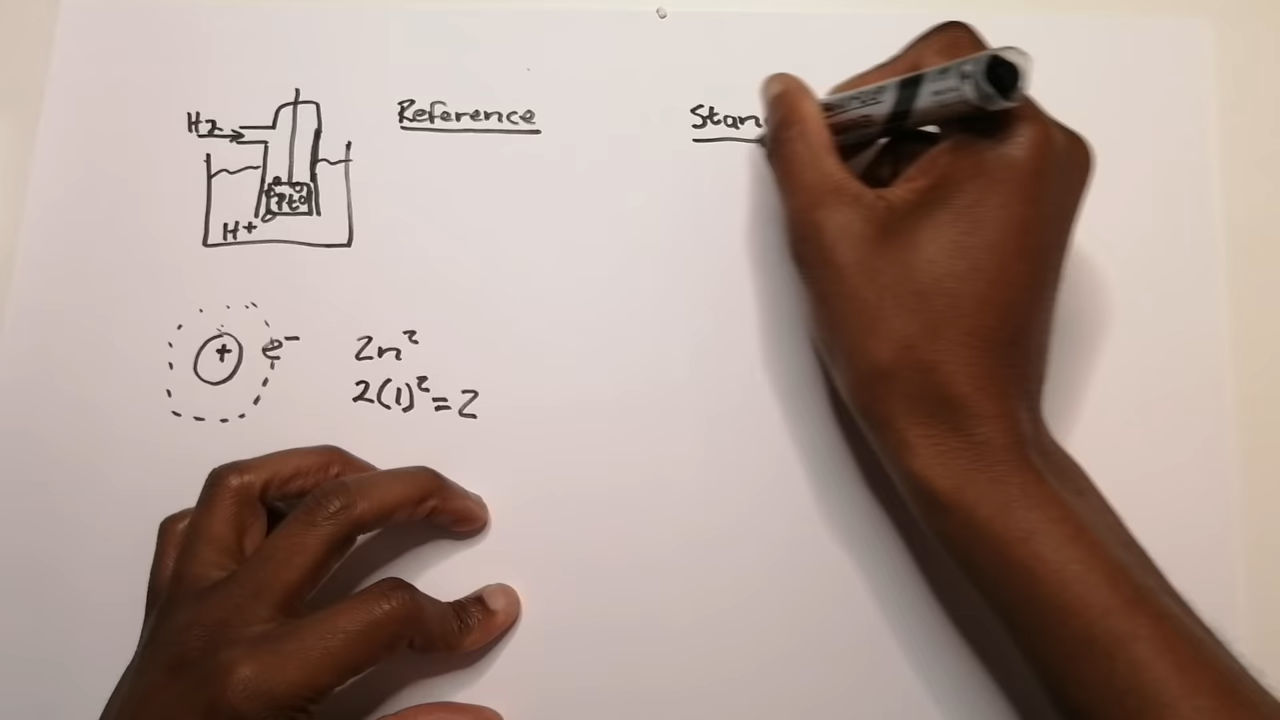 H2
Reference
Stan
Pt
H+
+ e-
2n²
2(1)² = 2